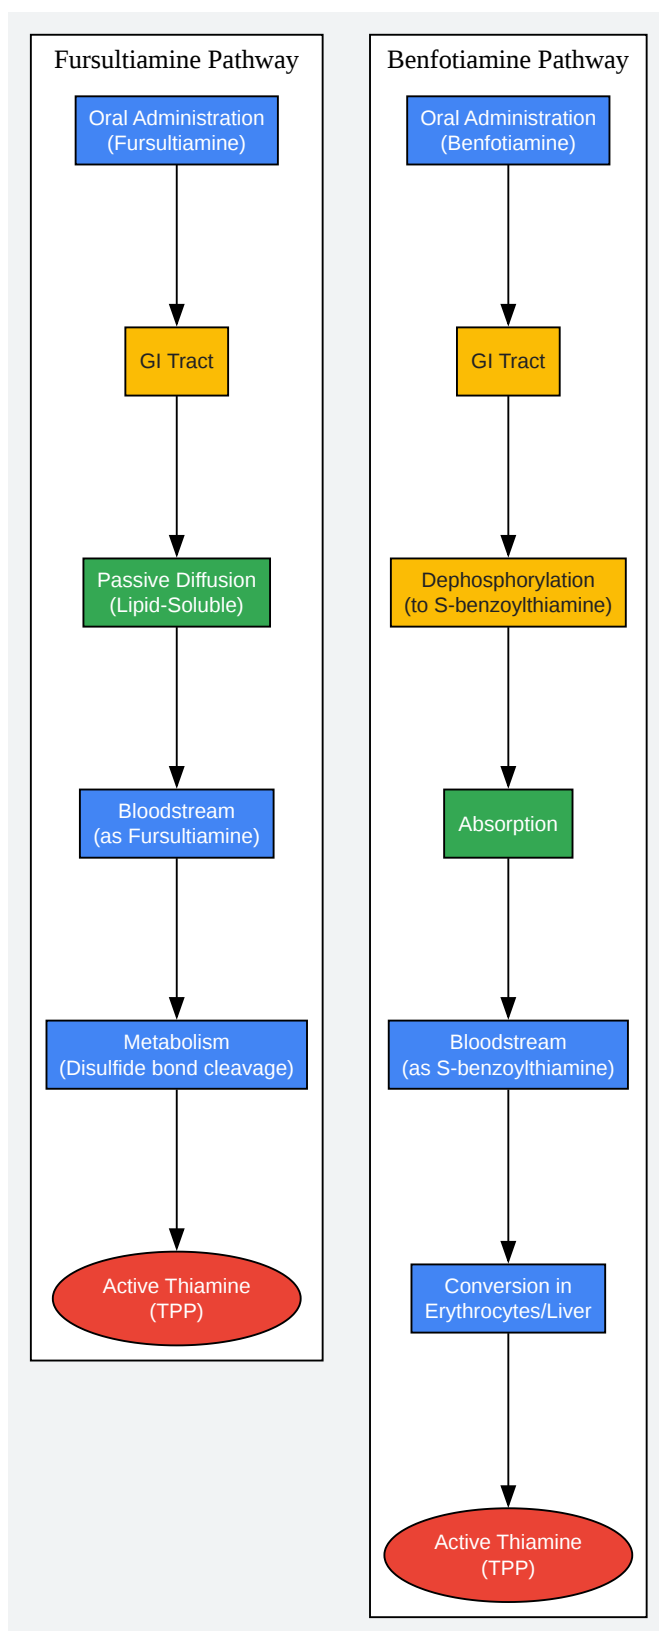 Fursultiamine Pathway
Oral Administration
(Fursultiamine)
GI Tract
Passive Diffusion
(Lipid-Soluble)
Bloodstream
(as Fursultiamine)
Metabolism
(Disulfide bond cleavage)
Active Thiamine
(TPP)
Benfotiamine Pathway
Oral Administration
(Benfotiamine)
GI Tract
Dephosphorylation
(to S-benzoylthiamine)
Absorption
Bloodstream
(as S-benzoylthiamine)
Conversion in
Erythrocytes/Liver
Active Thiamine
(TPP)